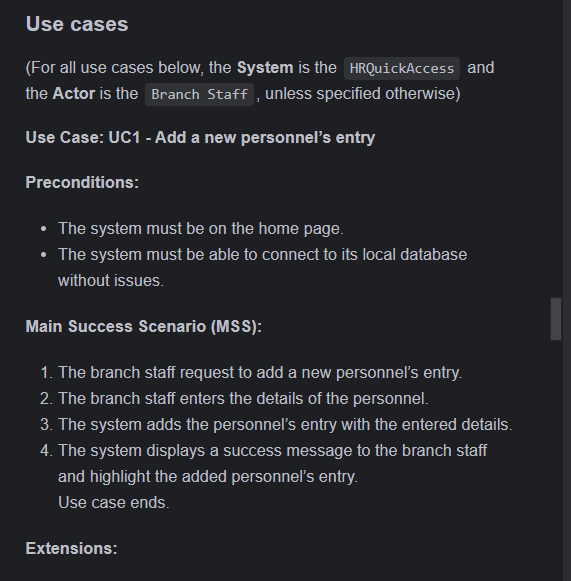 Use cases
(For all use cases below, the System is the HRQuickAccess and
the Actor is the Branch Staff, unless specified otherwise)
Use Case: UC1 - Add a new personnel’s entry
Preconditions:
• The system must be on the home page.
• The system must be able to connect to its local database
without issues.
Main Success Scenario (MSS):
1. The branch staff request to add a new personnel’s entry.
2. The branch staff enters the details of the personnel.
3. The system adds the personnel’s entry with the entered details.
4. The system displays a success message to the branch staff
and highlight the added personnel’s entry.
Use case ends.
Extensions: